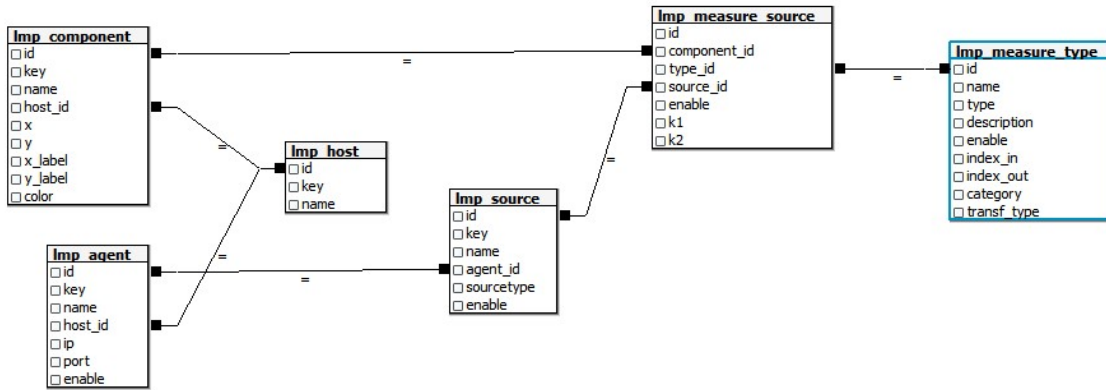 Imp_component
id
key
name
host_id
x
y
x_label
y_label
color
Imp_agent
id
key
name
host_id
ip
port
enable
Imp_host
id
key
name
Imp_source
id
key
name
agent_id
sourcetype
enable
Imp_measure_source
id
component_id
type_id
source_id
enable
k1
k2
Imp_measure_type
id
name
type
description
enable
index_in
index_out
category
transf_type
=
=
=
=
=
=